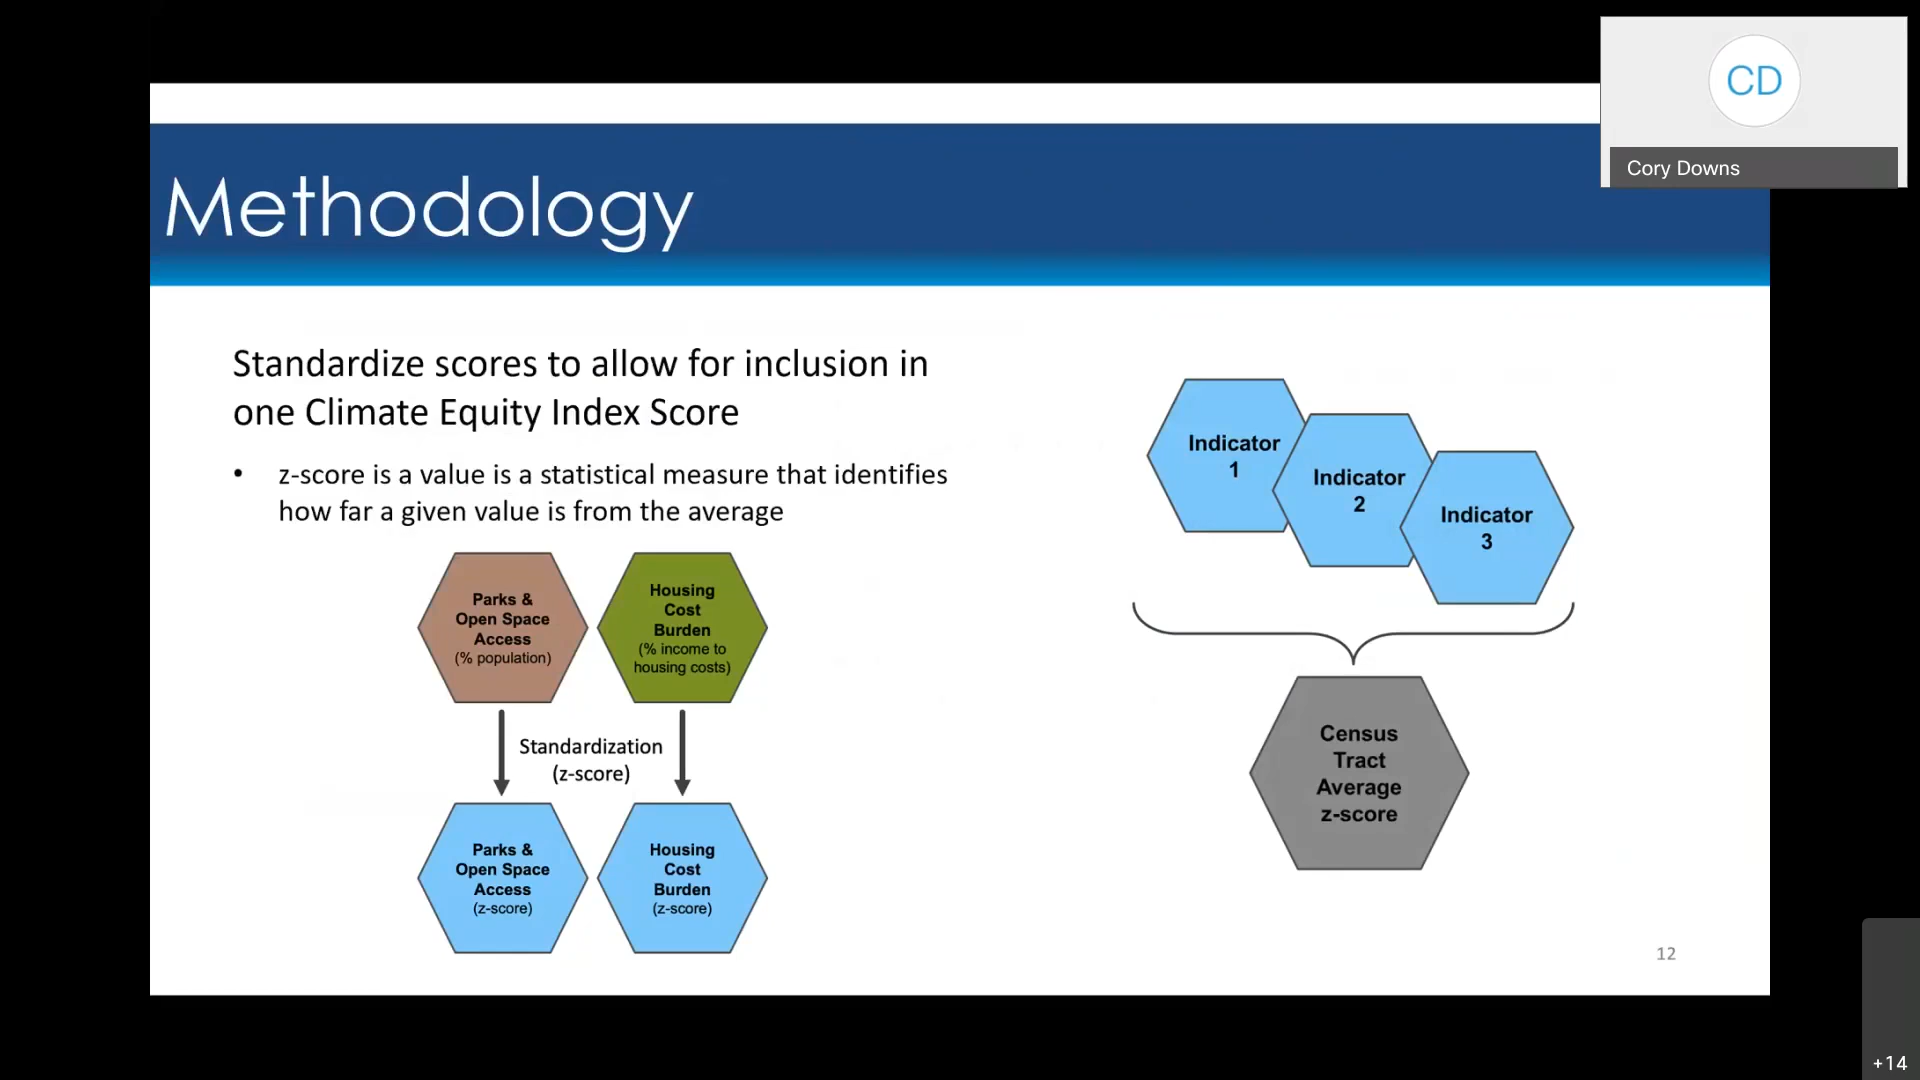 CD
Cory Downs
Methodology
Standardize scores to allow for inclusion in
one Climate Equity Index Score
• z-score is a value is a statistical measure that identifies
how far a given value is from the average
Parks &
Open Space
Access
(% population)
Housing
Cost
Burden
(% income to
housing costs)
Standardization
(z-score)
Parks &
Open Space
Access
(z-score)
Housing
Cost
Burden
(z-score)
Indicator
1
Indicator
2
Indicator
3
Census
Tract
Average
z-score
12
+14